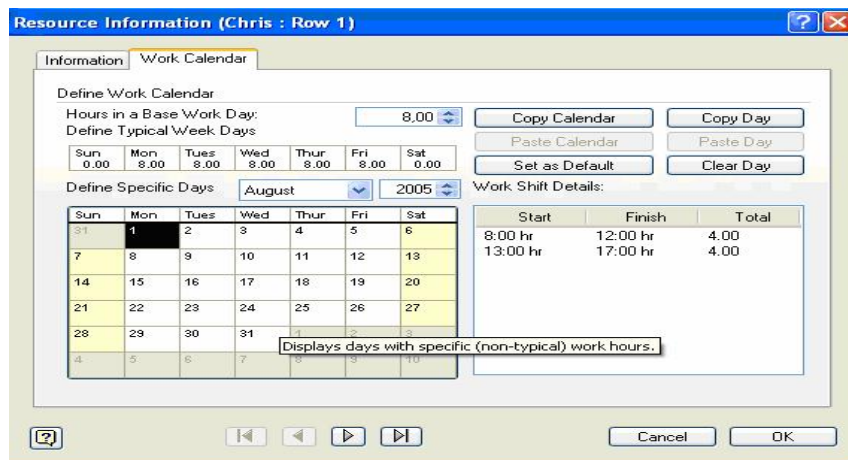 Resource Information (Chris : Row 1)
Information Work Calendar
Define Work Calendar
Hours in a Base Work Day: 8,00
Define Typical Week Days
Sun Mon Tues Wed Thur Fri Sat
0.00 8.00 8.00 8.00 8.00 8.00 0.00
Define Specific Days August 2005
Sun Mon Tues Wed Thur Fri Sat
31 1 2 3 4 5 6
7 8 9 10 11 12 13
14 15 16 17 18 19 20
21 22 23 24 25 26 27
28 29 30 31 1 2 3
4 5 6 7 8 9 10
Displays days with specific (non-typical) work hours.
Copy Calendar Copy Day
Paste Calendar Paste Day
Set as Default Clear Day
Work Shift Details:
Start Finish Total
8:00 hr 12:00 hr 4.00
13:00 hr 17:00 hr 4.00
Cancel OK